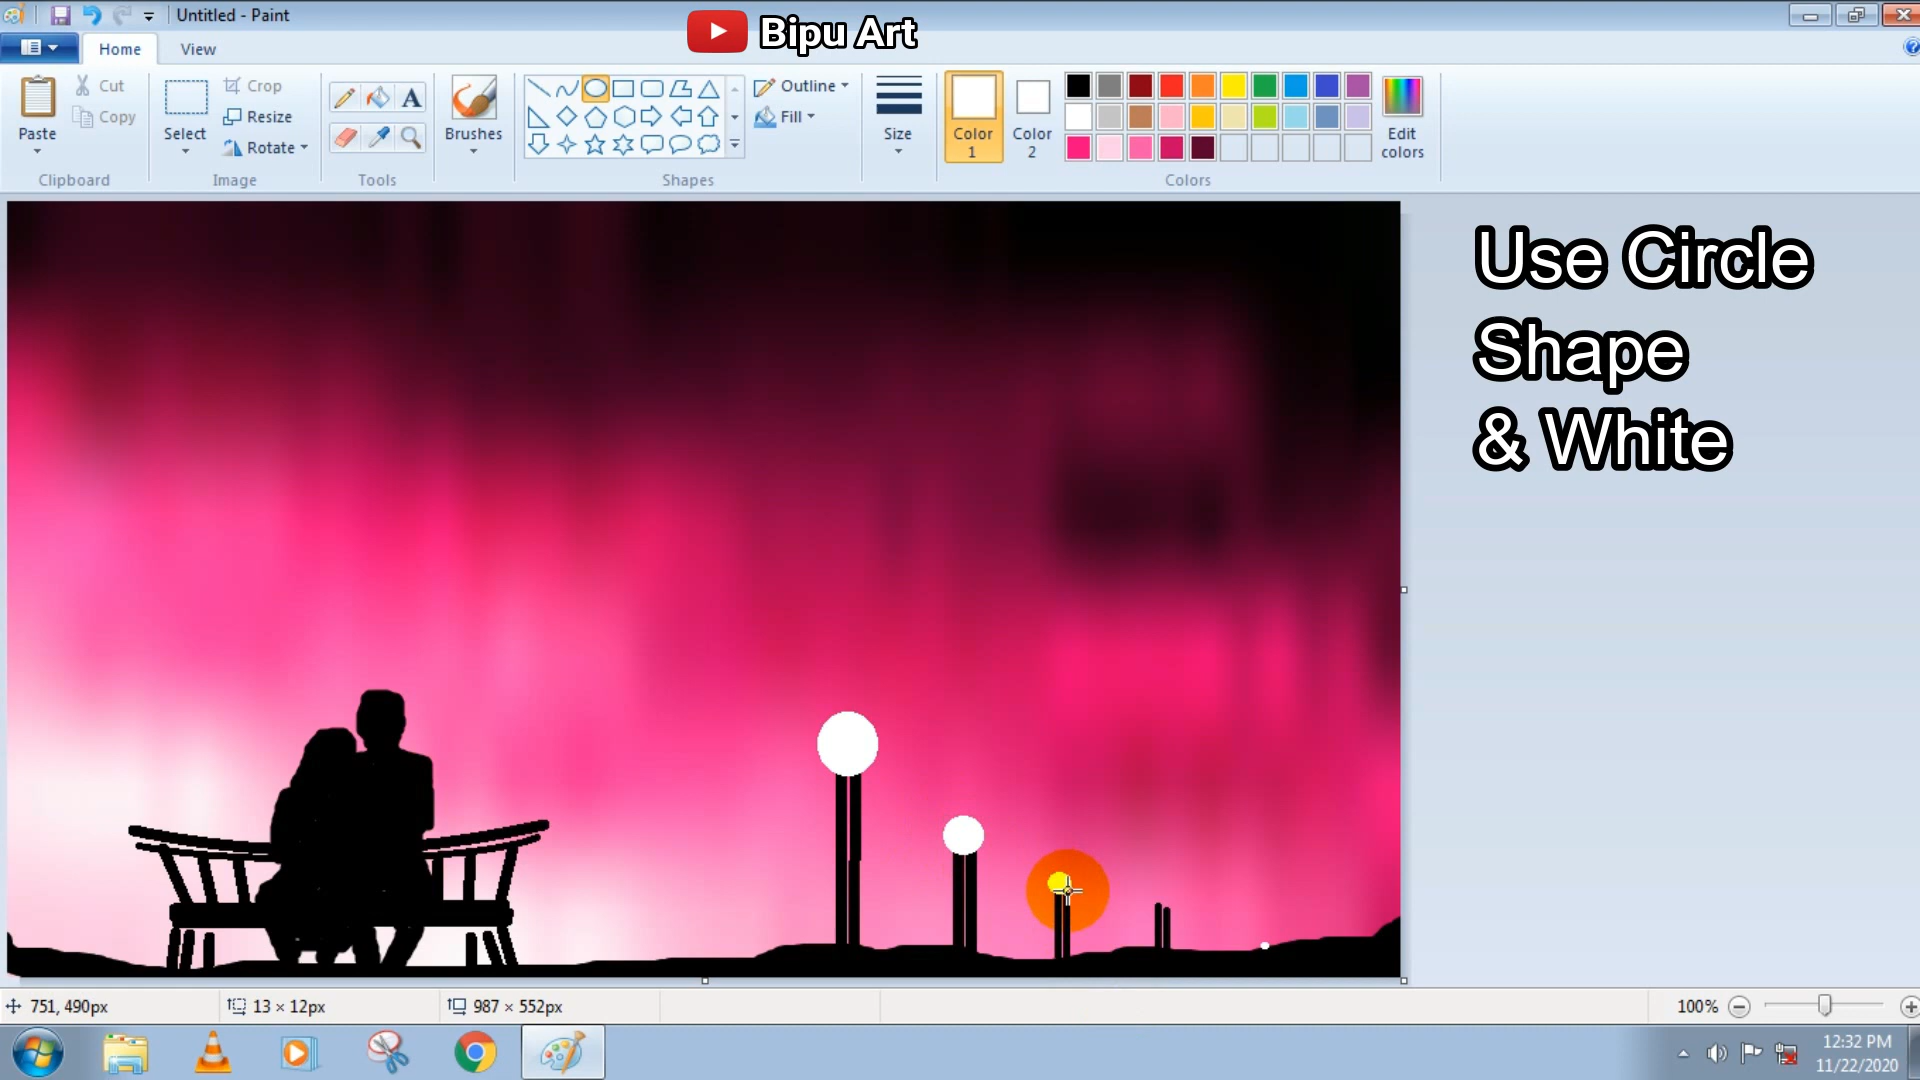 Untitled - Paint
Bipu Art
Home
View
Paste
Cut
Copy
Clipboard
Select
Crop
Resize
Rotate
Image
A
Tools
Brushes
Shapes
Outline
Fill
Size
Color
1
Color
2
Edit
colors
Colors
Use Circle
Shape
& White
751, 490px
13 × 12px
987 × 552px
100%
12:32 PM
11/22/2020